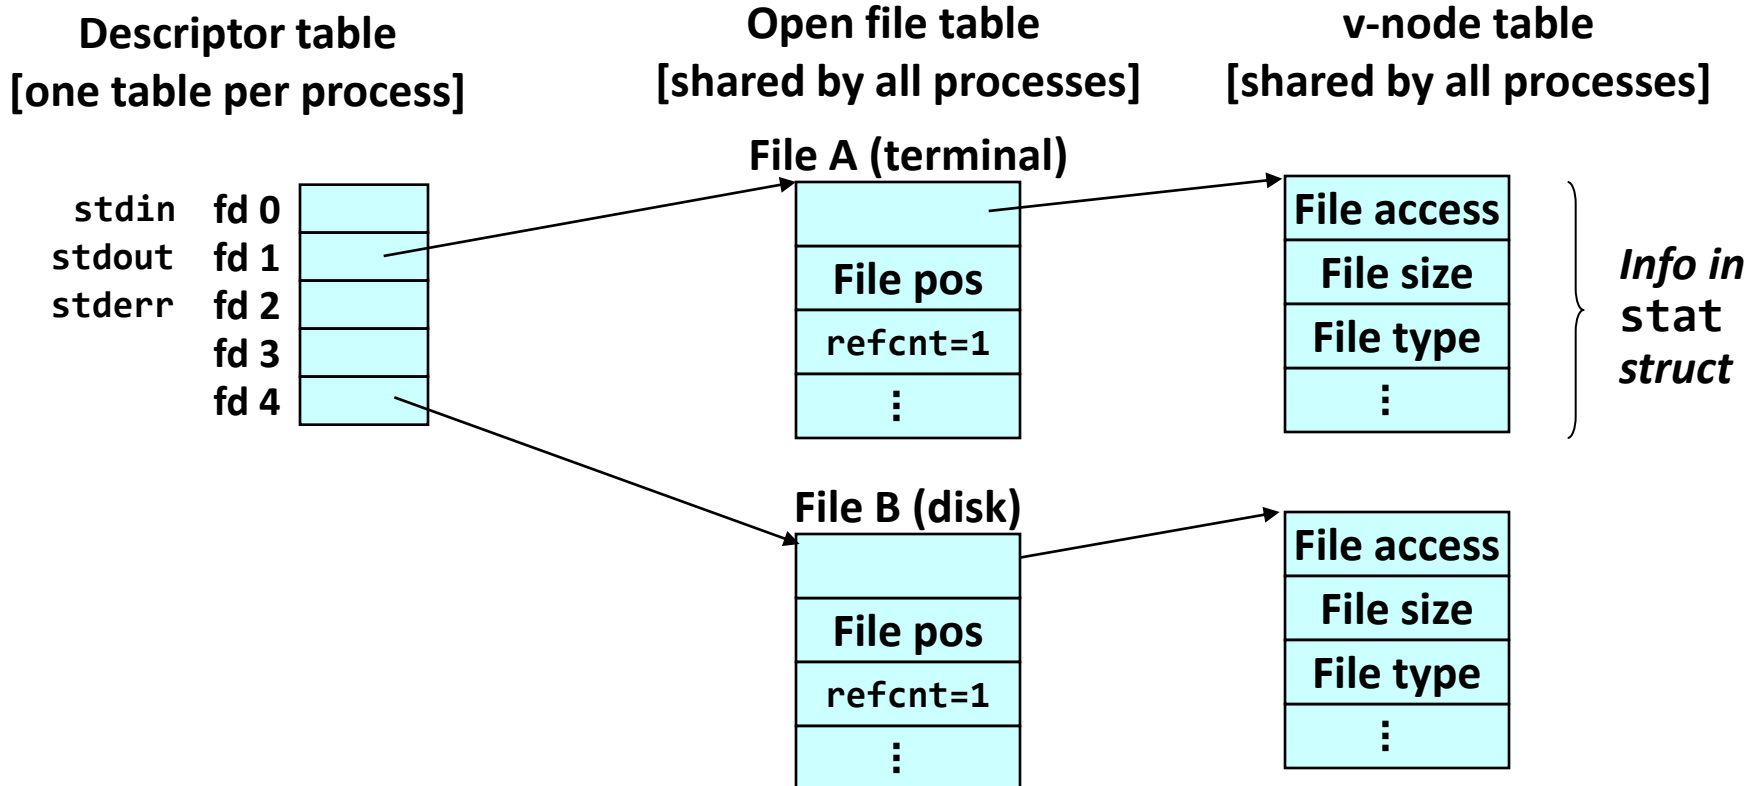 Descriptor table
[one table per process]
Open file table
[shared by all processes]
v-node table
[shared by all processes]
stdin fd 0
stdout fd 1
stderr fd 2
fd 3
fd 4
File A (terminal)
File pos
refcnt=1
⋮
File access
File size
File type
⋮
Info in
stat
struct
File B (disk)
File pos
refcnt=1
⋮
File access
File size
File type
⋮